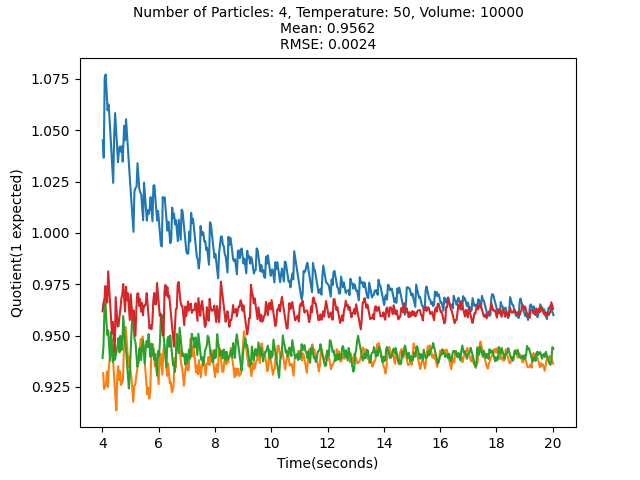 Number of Particles: 4, Temperature: 50, Volume: 10000
Mean: 0.9562
RMSE: 0.0024
1.075
1.050
1.025
1.000
0.975
0.950
0.925
Quotient(1 expected)
4 6 8 10 12 14 16 18 20
Time(seconds)